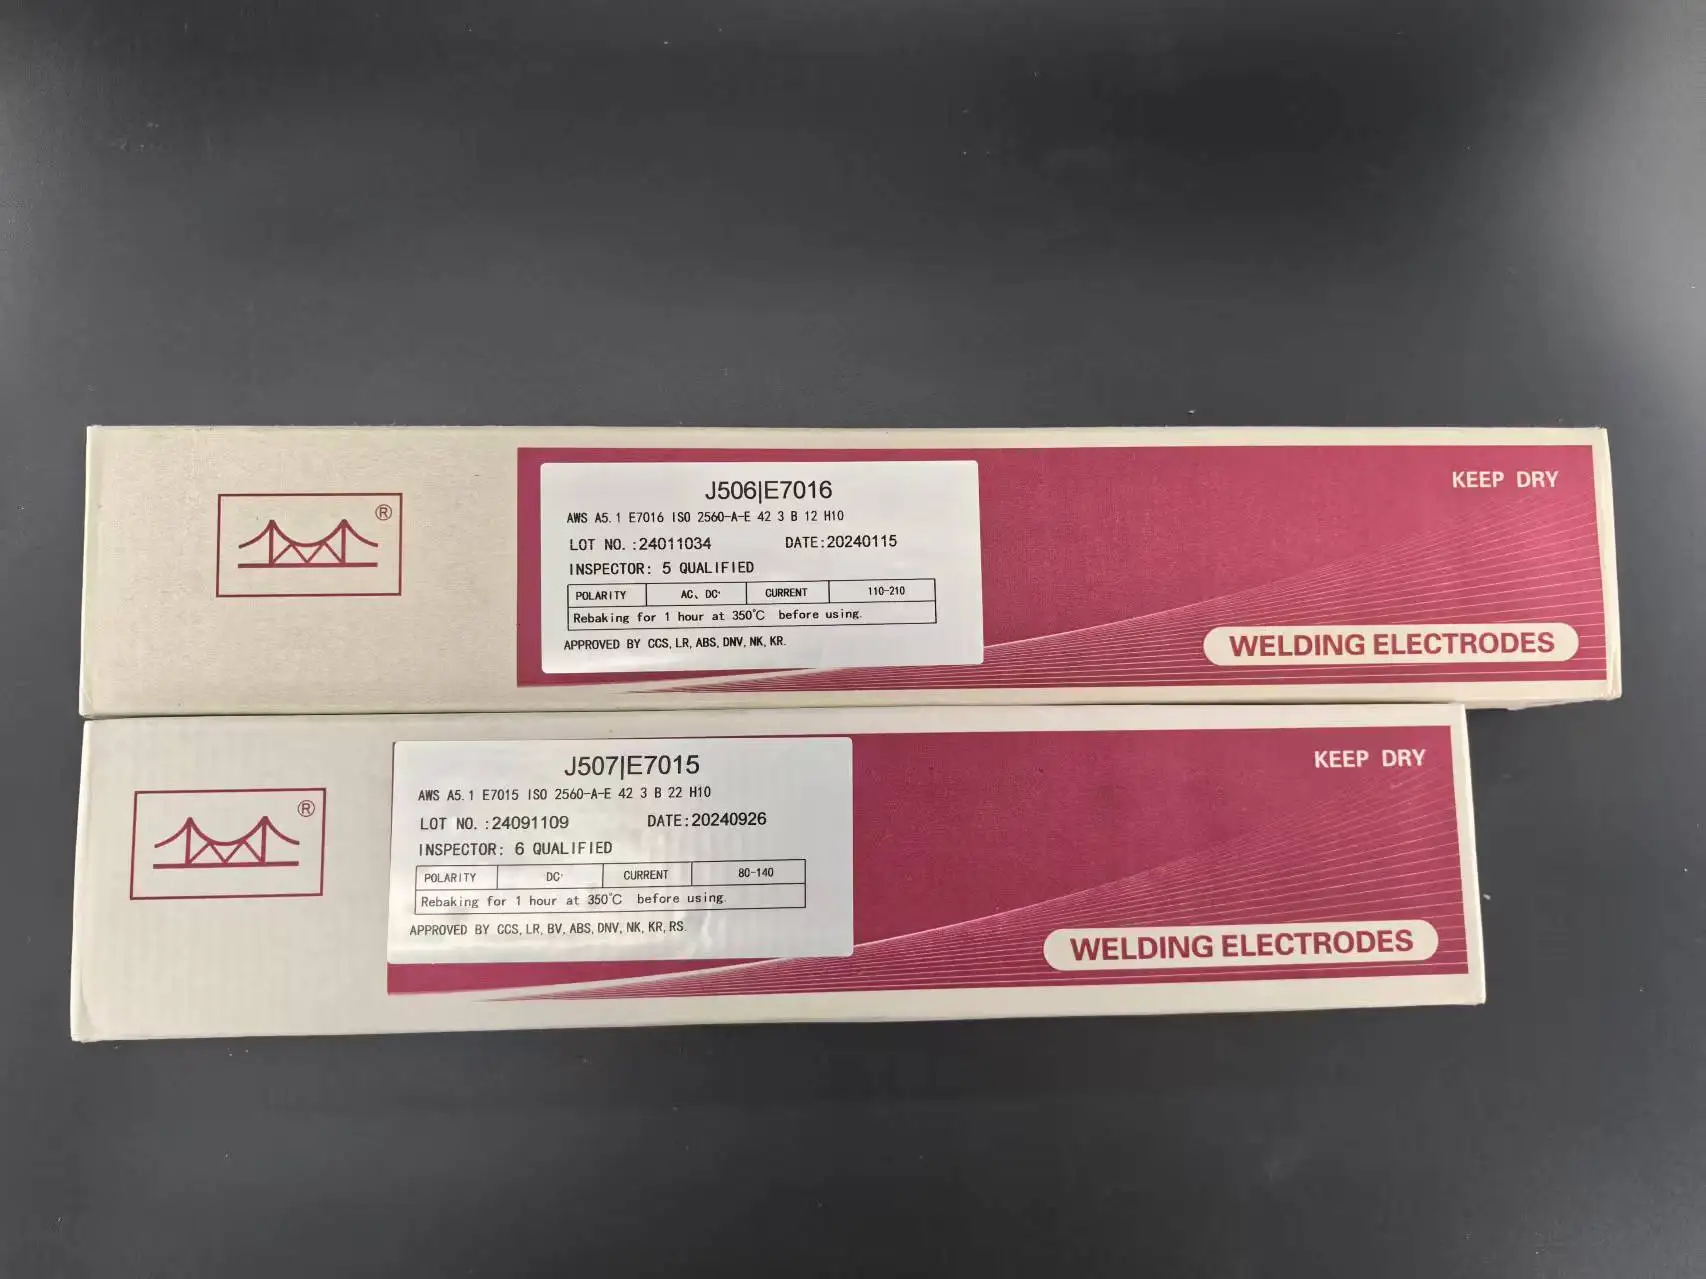 ®
J506|E7016
AWS A5.1 E7016 ISO 2560-A-E 42 3 B 12 H10
LOT NO.:24011034 DATE:20240115
INSPECTOR: 5 QUALIFIED
POLARITY AC、DC+ CURRENT 110-210
Rebaking for 1 hour at 350℃ before using.
APPROVED BY CCS, LR, ABS, DNV, NK, KR.
KEEP DRY
WELDING ELECTRODES
®
J507|E7015
AWS A5.1 E7015 ISO 2560-A-E 42 3 B 22 H10
LOT NO.:24091109 DATE:20240926
INSPECTOR: 6 QUALIFIED
POLARITY DC+ CURRENT 80-140
Rebaking for 1 hour at 350℃ before using.
APPROVED BY CCS, LR, BV, ABS, DNV, NK, KR, RS.
KEEP DRY
WELDING ELECTRODES